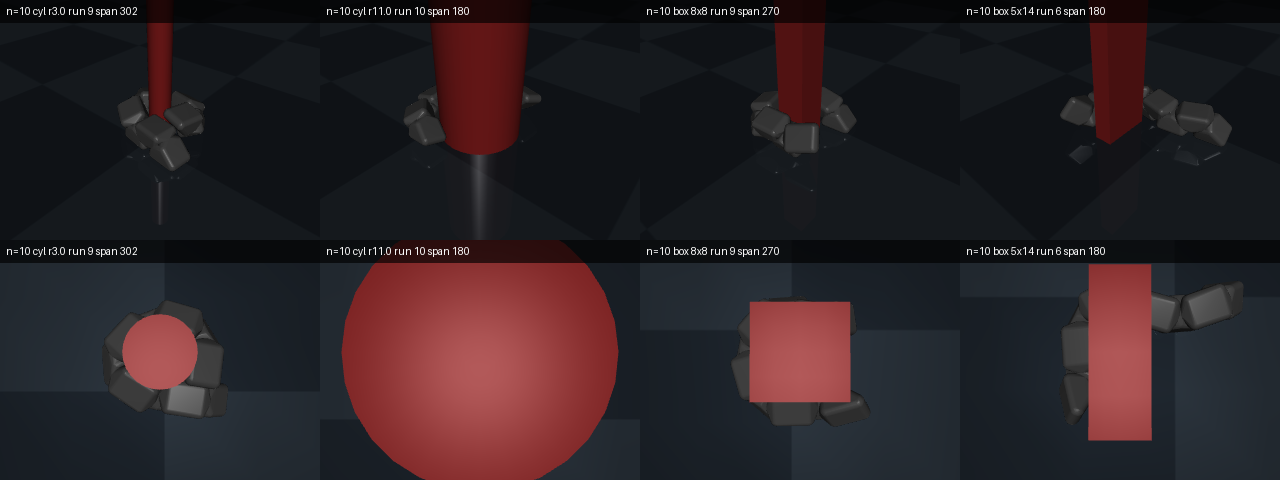 n=10 cyl r3.0 run 9 span 302
n=10 cyl r11.0 run 10 span 180
n=10 box 8x8 run 9 span 270
n=10 box 5x14 run 6 span 180
n=10 cyl r3.0 run 9 span 302
n=10 cyl r11.0 run 10 span 180
n=10 box 8x8 run 9 span 270
n=10 box 5x14 run 6 span 180